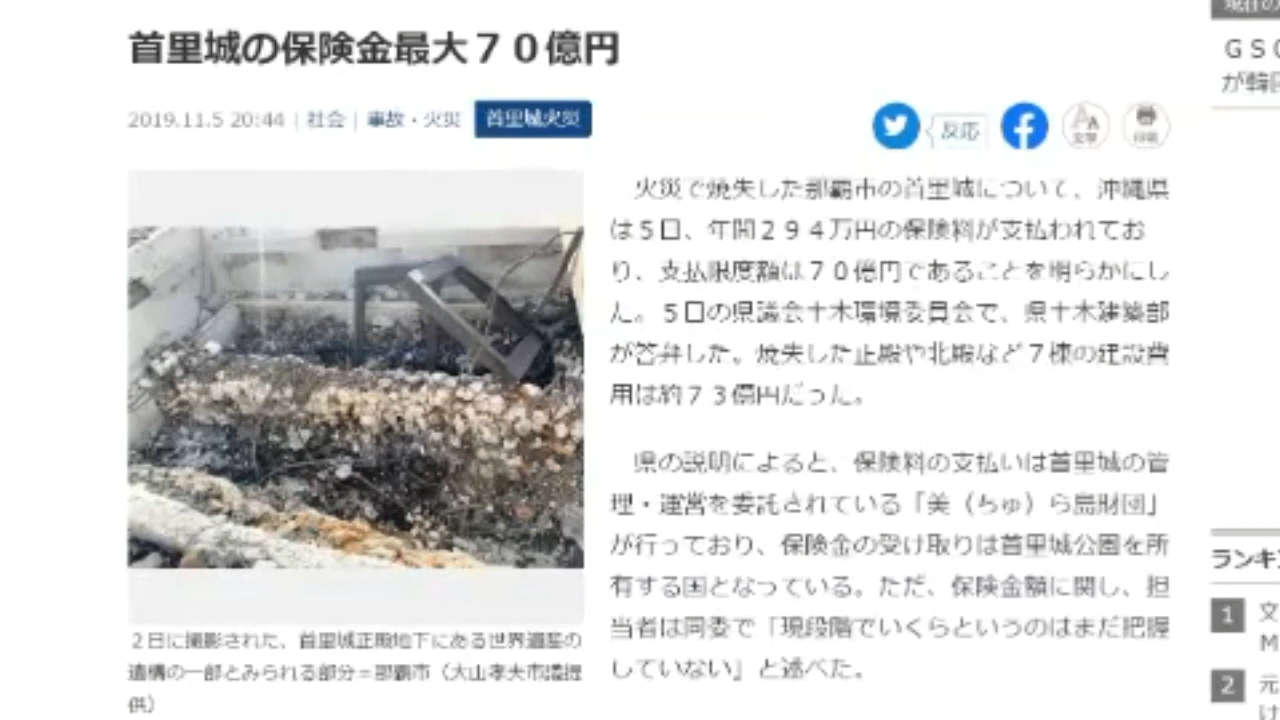 首里城の保険金最大７０億円
2019.11.5 20:44 | 社会 | 事故・火災 首里城火災
反応
文字
印刷
火災で焼失した那覇市の首里城について、沖縄県
は５日、年間２９４万円の保険料が支払われてお
り、支払限度額は７０億円であることを明らかにし
た。５日の県議会土木環境委員会で、県土木建築部
が答弁した。焼失した正殿や北殿など７棟の建設費
用は約７３億円だった。
県の説明によると、保険料の支払いは首里城の管
理・運営を委託されている「美（ちゅ）ら島財団」
が行っており、保険金の受け取りは首里城公園を所
有する国となっている。ただ、保険金額に関し、担
当者は同委で「現段階でいくらというのはまだ把握
していない」と述べた。
２日に撮影された、首里城正殿地下にある世界遺産の
遺構の一部とみられる部分＝那覇市（大山孝夫市議提
供）
現在の
ＧＳＯ
が韓国
ランキ
1 文
Ｍ
2 元
け